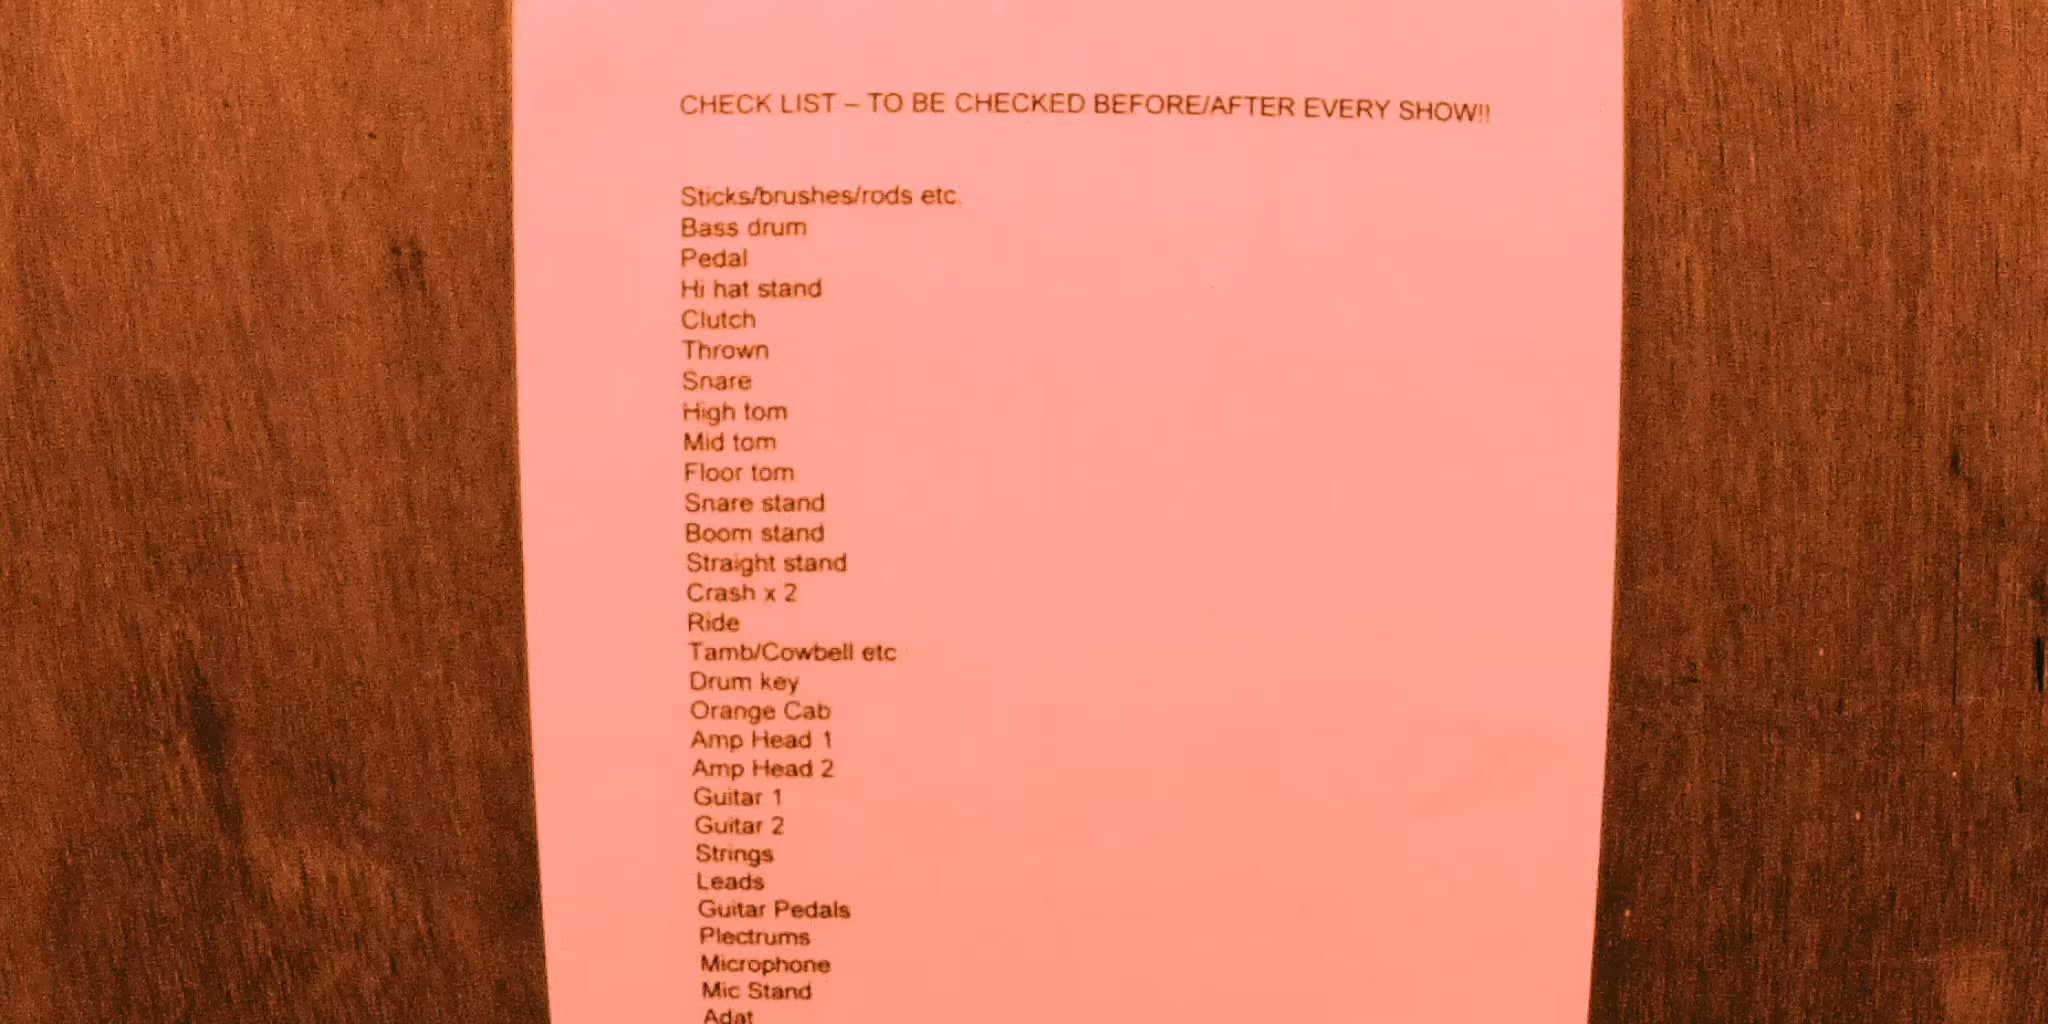 CHECK LIST – TO BE CHECKED BEFORE/AFTER EVERY SHOW!!
Sticks/brushes/rods etc.
Bass drum
Pedal
Hi hat stand
Clutch
Thrown
Snare
High tom
Mid tom
Floor tom
Snare stand
Boom stand
Straight stand
Crash x 2
Ride
Tamb/Cowbell etc
Drum key
Orange Cab
Amp Head 1
Amp Head 2
Guitar 1
Guitar 2
Strings
Leads
Guitar Pedals
Plectrums
Microphone
Mic Stand
Adat